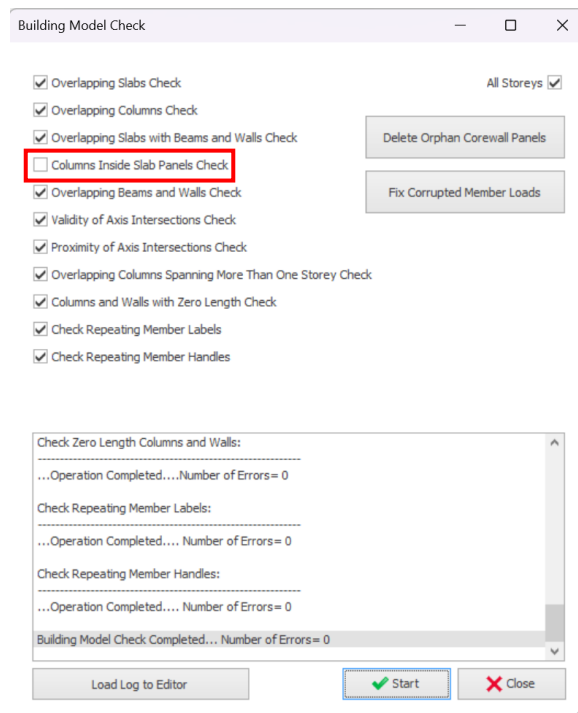 Building Model Check
Overlapping Slabs Check
All Storeys
Overlapping Columns Check
Overlapping Slabs with Beams and Walls Check
Delete Orphan Corewall Panels
Columns Inside Slab Panels Check
Overlapping Beams and Walls Check
Fix Corrupted Member Loads
Validity of Axis Intersections Check
Proximity of Axis Intersections Check
Overlapping Columns Spanning More Than One Storey Check
Columns and Walls with Zero Length Check
Check Repeating Member Labels
Check Repeating Member Handles
Check Zero Length Columns and Walls:
------------------------------------------------------------
...Operation Completed....Number of Errors= 0
Check Repeating Member Labels:
------------------------------------------------------------
...Operation Completed.... Number of Errors= 0
Check Repeating Member Handles:
------------------------------------------------------------
...Operation Completed.... Number of Errors= 0
Building Model Check Completed... Number of Errors= 0
Load Log to Editor
Start
Close